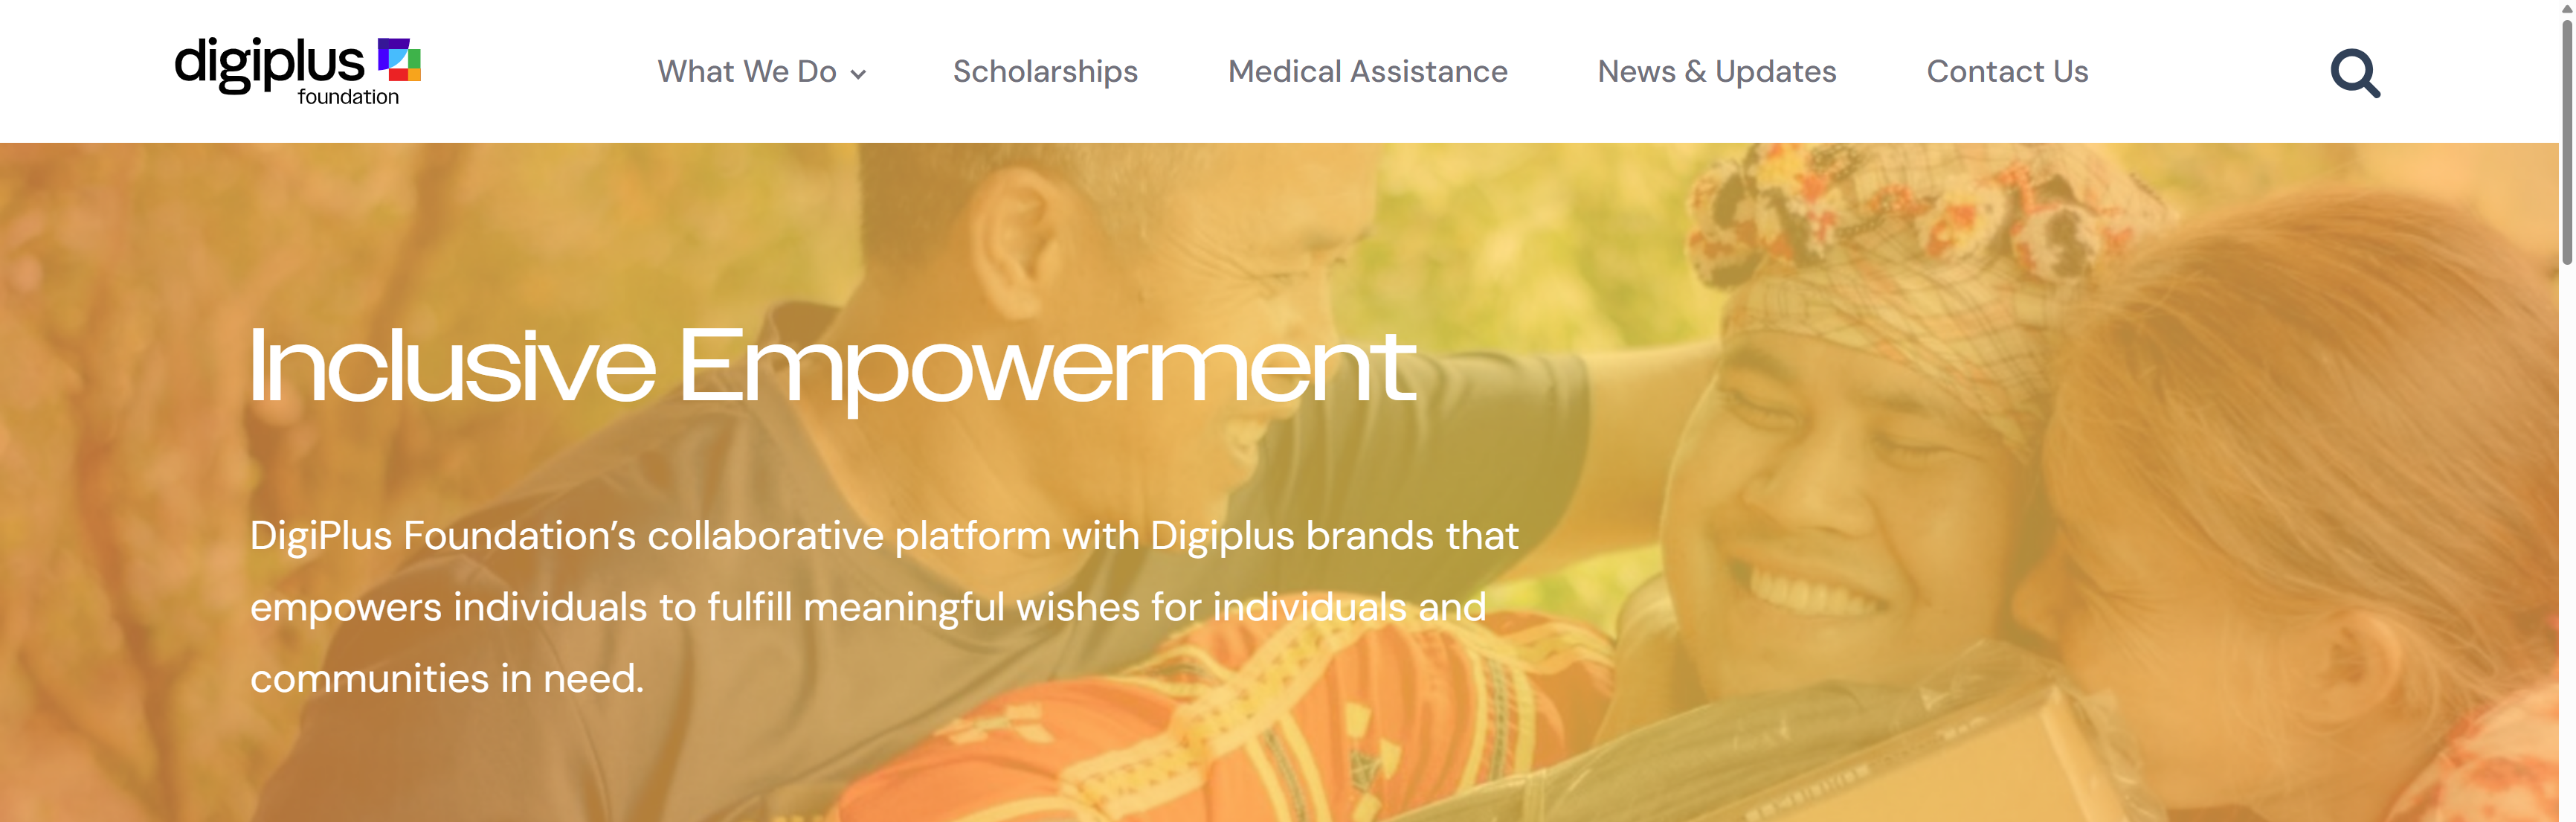 digiplus
foundation
What We Do
Scholarships
Medical Assistance
News & Updates
Contact Us
Inclusive Empowerment
DigiPlus Foundation’s collaborative platform with Digiplus brands that
empowers individuals to fulfill meaningful wishes for individuals and
communities in need.